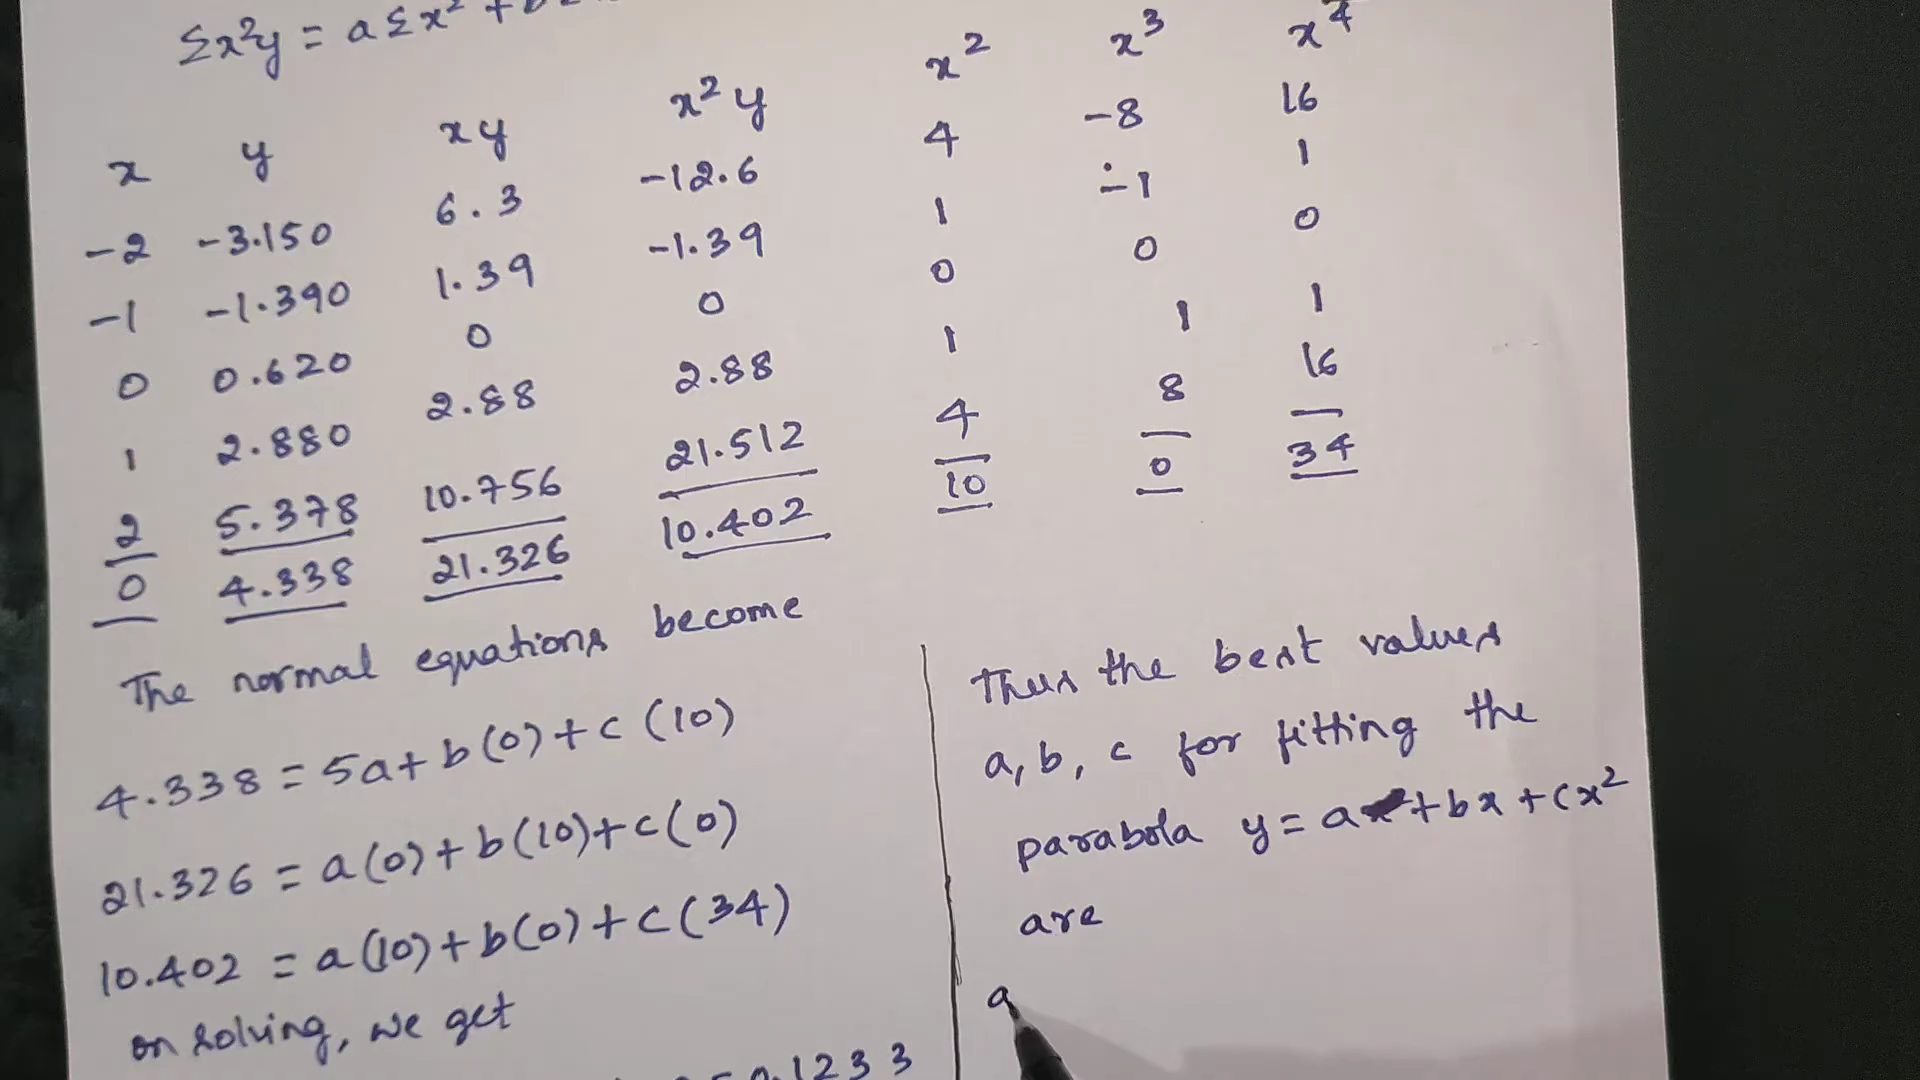 Σx²y = aΣx² +
x y xy x²y x² x³ x⁴
-2 -3.150 6.3 -12.6 4 -8 16
-1 -1.390 1.39 -1.39 1 -1 1
0 0.620 0 0 0 0 0
1 2.880 2.88 2.88 1 1 1
2 5.378 10.756 21.512 4 8 16
0 4.338 21.326 10.402 10 0 34
The normal equations become
4.338 = 5a + b(0) + c(10)
21.326 = a(0) + b(10) + c(0)
10.402 = a(10) + b(0) + c(34)
on solving, we get
0.1233
Thus the best values
a, b, c for fitting the
parabola y = a + bx + cx²
are
a